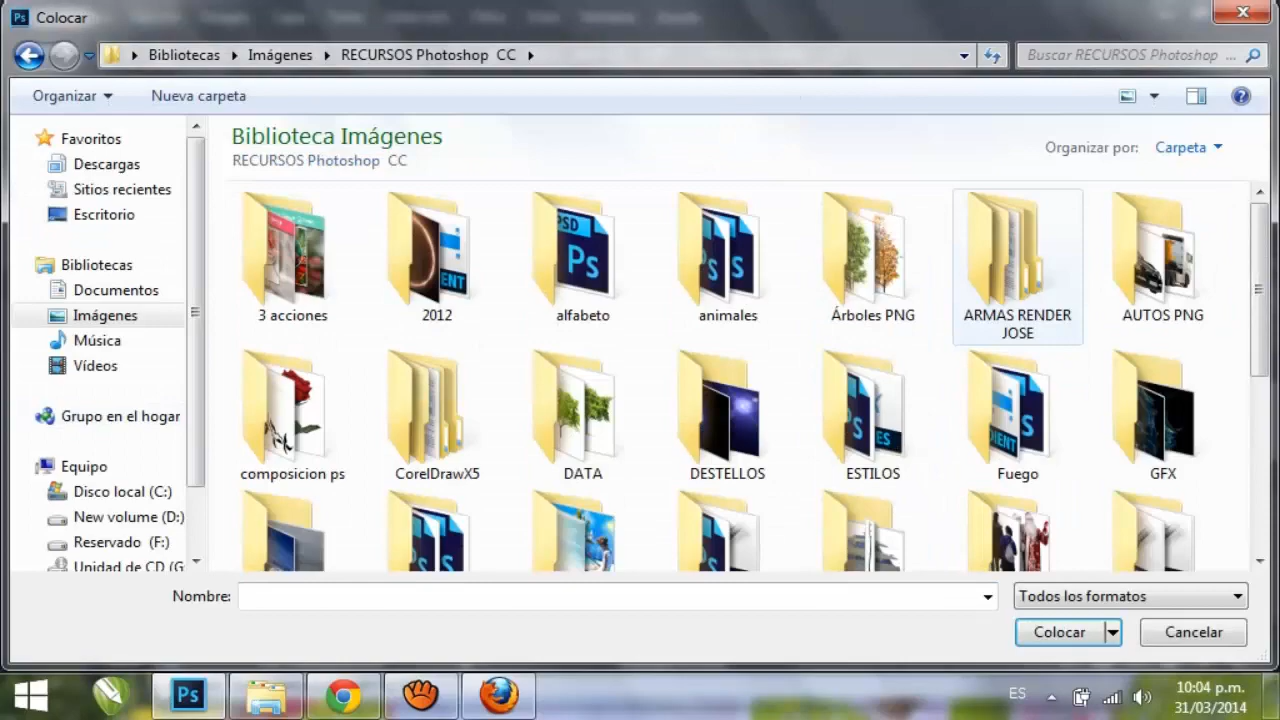 Ps Colocar
Bibliotecas Imágenes RECURSOS Photoshop CC
Buscar RECURSOS Photoshop ...
Organizar Nueva carpeta
Favoritos
Descargas
Sitios recientes
Escritorio
Bibliotecas
Documentos
Imágenes
Música
Vídeos
Grupo en el hogar
Equipo
Disco local (C:)
New volume (D:)
Reservado (F:)
Unidad de CD (G
Biblioteca Imágenes
RECURSOS Photoshop CC
Organizar por: Carpeta
3 acciones
2012
alfabeto
animales
Árboles PNG
ARMAS RENDER
JOSE
AUTOS PNG
composicion ps
CorelDrawX5
DATA
DESTELLOS
ESTILOS
Fuego
GFX
Nombre:
Todos los formatos
Colocar
Cancelar
Ps
ES
10:04 p.m.
31/03/2014